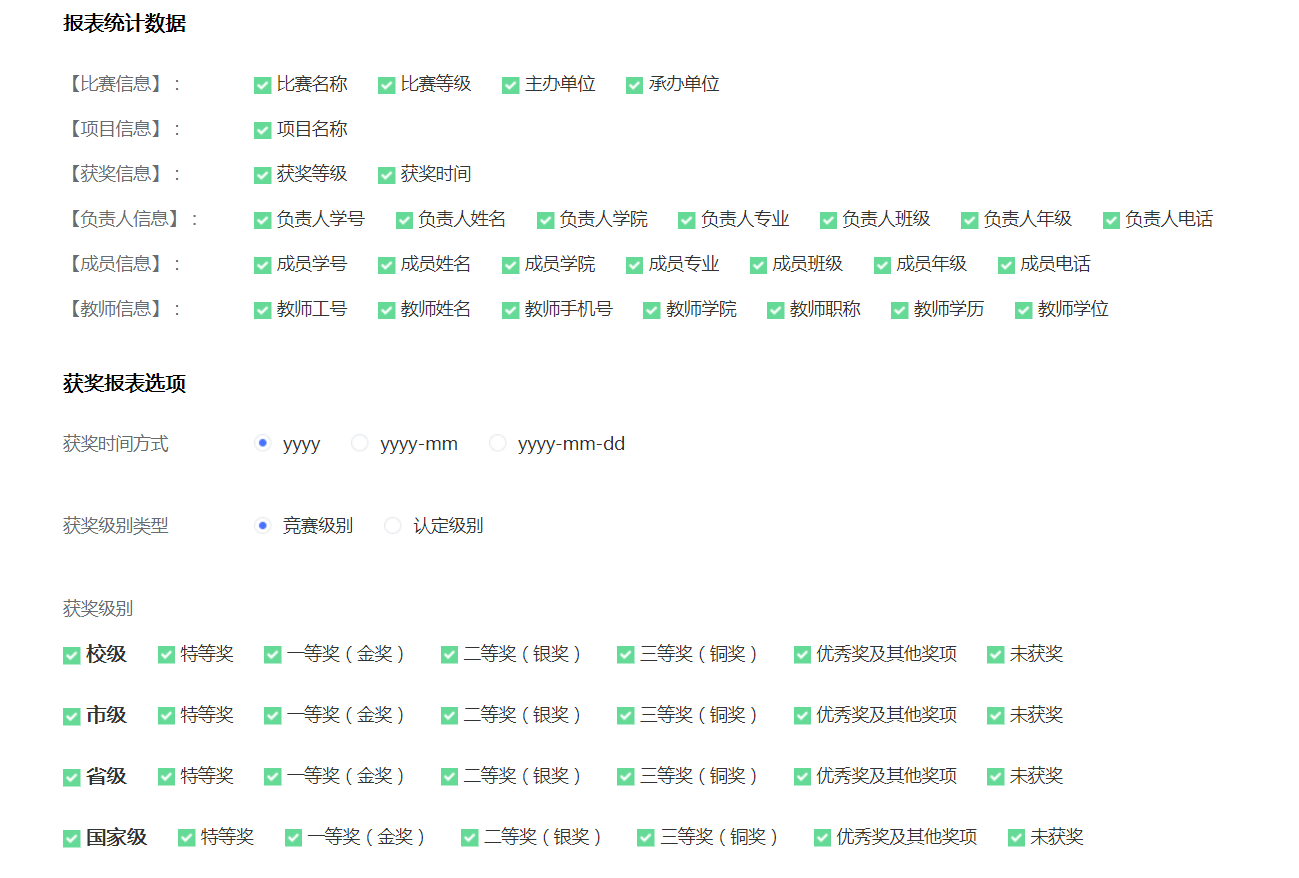 报表统计数据
【比赛信息】： 比赛名称 比赛等级 主办单位 承办单位
【项目信息】： 项目名称
【获奖信息】： 获奖等级 获奖时间
【负责人信息】： 负责人学号 负责人姓名 负责人学院 负责人专业 负责人班级 负责人年级 负责人电话
【成员信息】： 成员学号 成员姓名 成员学院 成员专业 成员班级 成员年级 成员电话
【教师信息】： 教师工号 教师姓名 教师手机号 教师学院 教师职称 教师学历 教师学位
获奖报表选项
获奖时间方式 yyyy yyyy-mm yyyy-mm-dd
获奖级别类型 竞赛级别 认定级别
获奖级别
校级 特等奖 一等奖（金奖） 二等奖（银奖） 三等奖（铜奖） 优秀奖及其他奖项 未获奖
市级 特等奖 一等奖（金奖） 二等奖（银奖） 三等奖（铜奖） 优秀奖及其他奖项 未获奖
省级 特等奖 一等奖（金奖） 二等奖（银奖） 三等奖（铜奖） 优秀奖及其他奖项 未获奖
国家级 特等奖 一等奖（金奖） 二等奖（银奖） 三等奖（铜奖） 优秀奖及其他奖项 未获奖